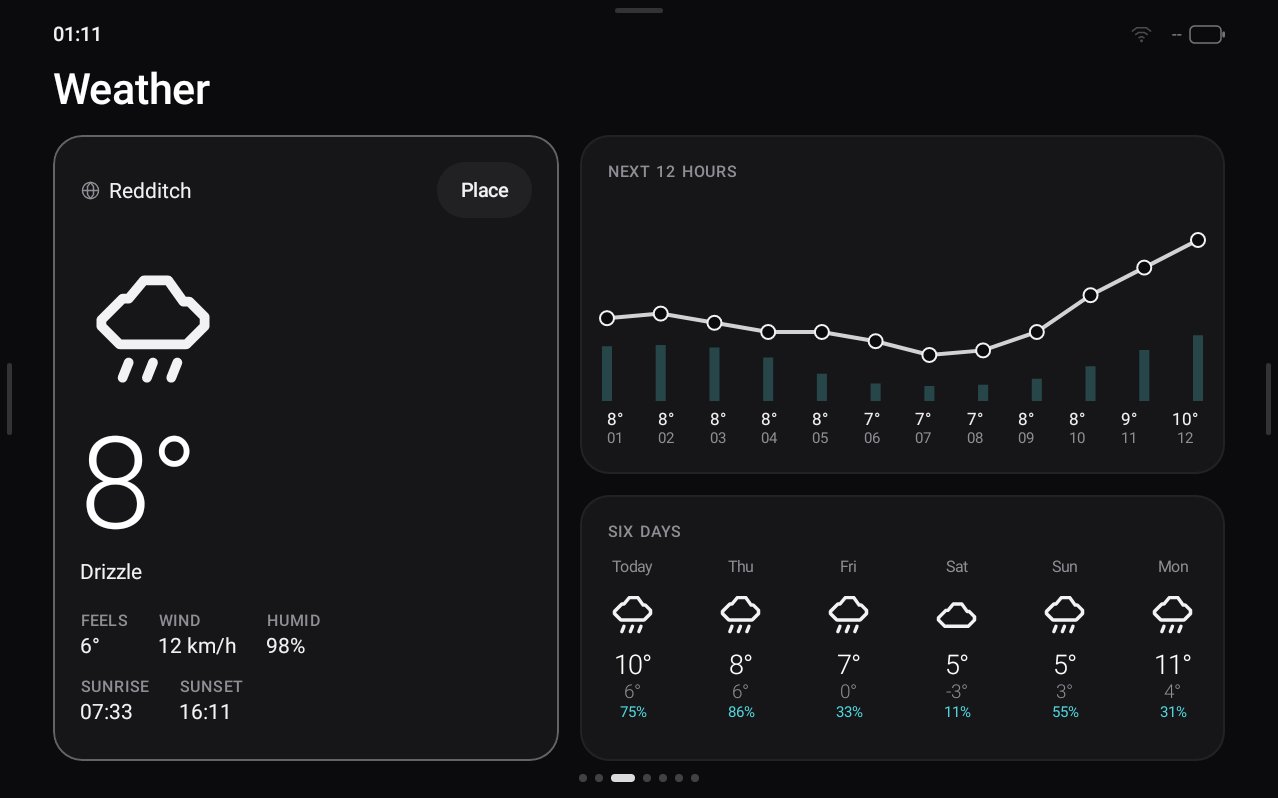 01:11
--
Weather
Redditch
Place
8°
Drizzle
FEELS WIND HUMID
6° 12 km/h 98%
SUNRISE SUNSET
07:33 16:11
NEXT 12 HOURS
8° 8° 8° 8° 8° 7° 7° 7° 8° 8° 9° 10°
01 02 03 04 05 06 07 08 09 10 11 12
SIX DAYS
Today Thu Fri Sat Sun Mon
10° 8° 7° 5° 5° 11°
6° 6° 0° -3° 3° 4°
75% 86% 33% 11% 55% 31%